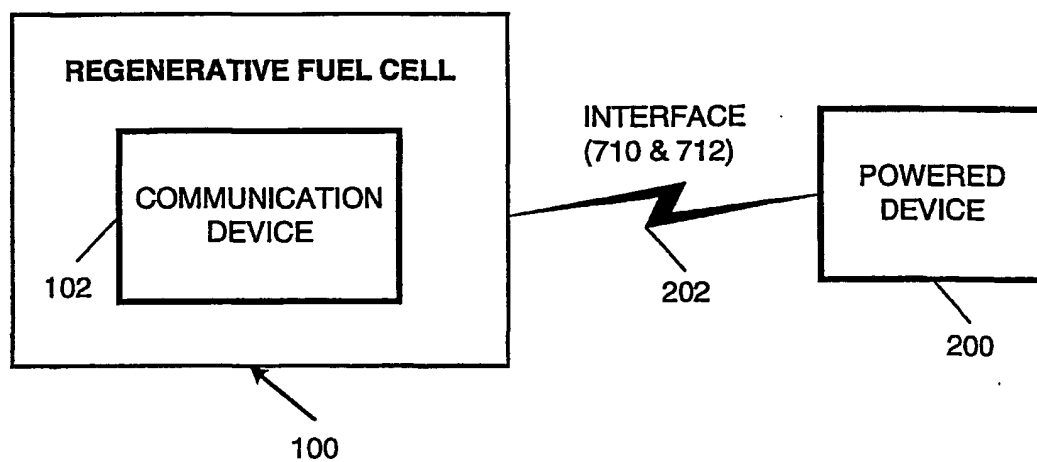 REGENERATIVE FUEL CELL
COMMUNICATION
DEVICE
102
100
INTERFACE
(710 & 712)
202
POWERED
DEVICE
200